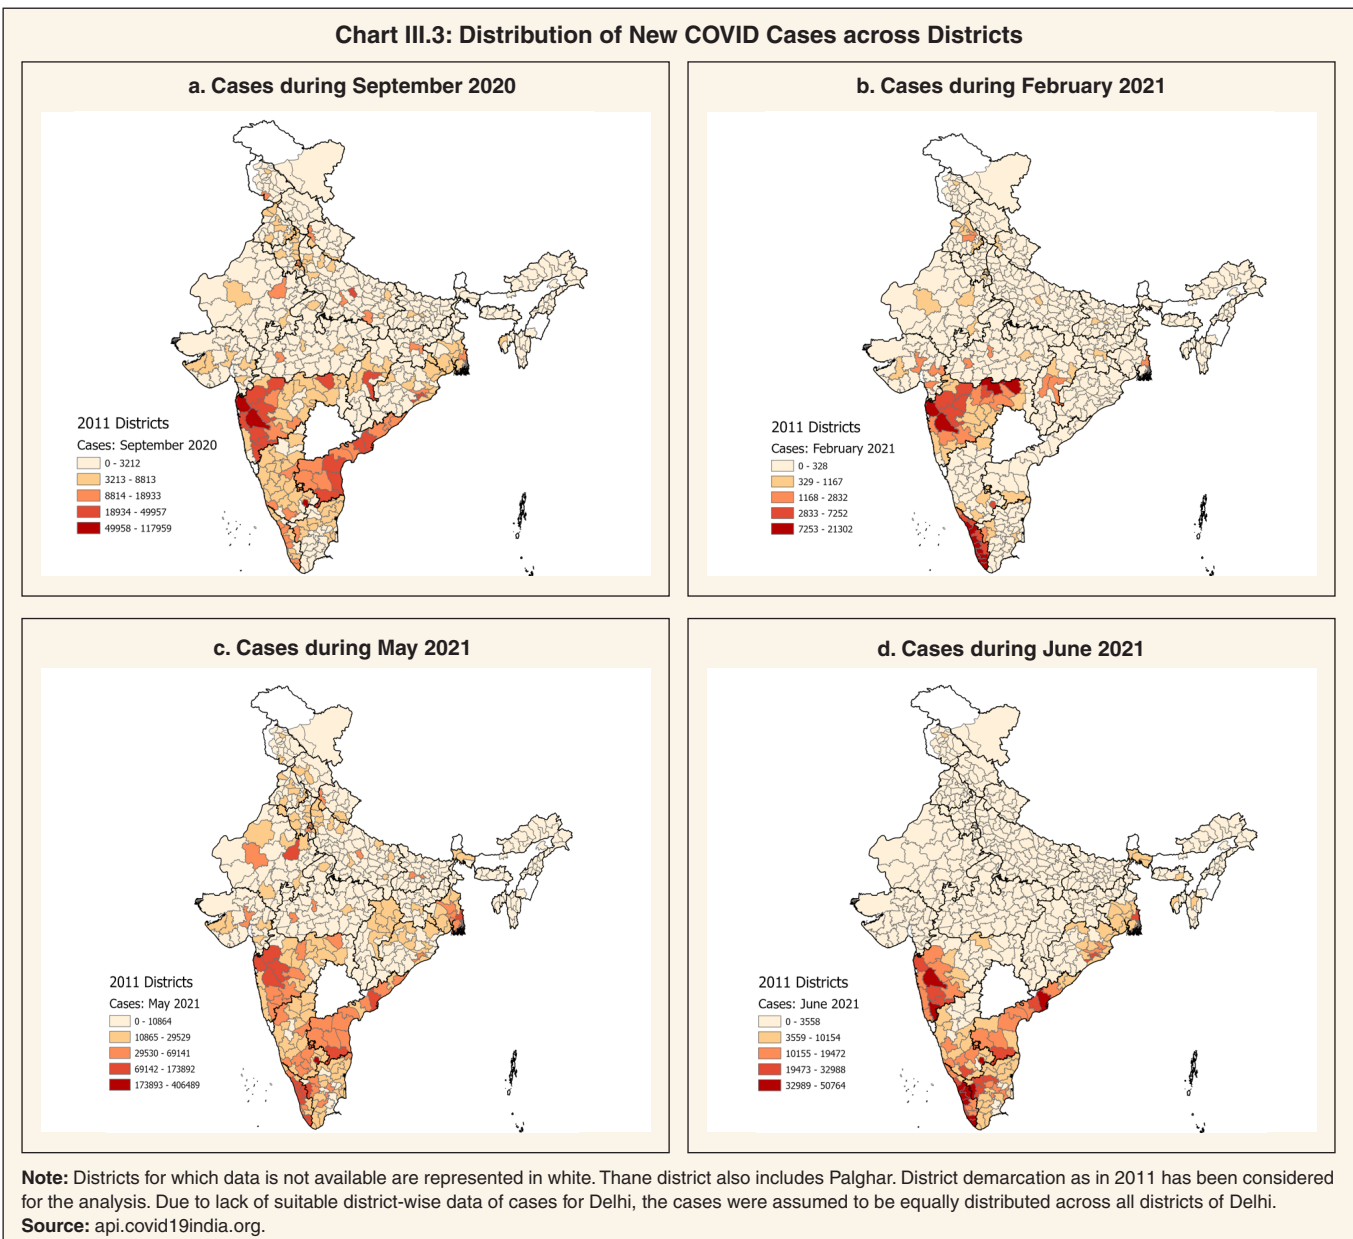 Chart III.3: Distribution of New COVID Cases across Districts
a. Cases during September 2020
2011 Districts
Cases: September 2020
0 - 3212
3213 - 8813
8814 - 18933
18934 - 49957
49958 - 117959
b. Cases during February 2021
2011 Districts
Cases: February 2021
0 - 328
329 - 1167
1168 - 2832
2833 - 7252
7253 - 21302
c. Cases during May 2021
2011 Districts
Cases: May 2021
0 - 10864
10865 - 29529
29530 - 69141
69142 - 173892
173893 - 406489
d. Cases during June 2021
2011 Districts
Cases: June 2021
0 - 3558
3559 - 10154
10155 - 19472
19473 - 32988
32989 - 50764
Note: Districts for which data is not available are represented in white. Thane district also includes Palghar. District demarcation as in 2011 has been considered
for the analysis. Due to lack of suitable district-wise data of cases for Delhi, the cases were assumed to be equally distributed across all districts of Delhi.
Source: api.covid19india.org.